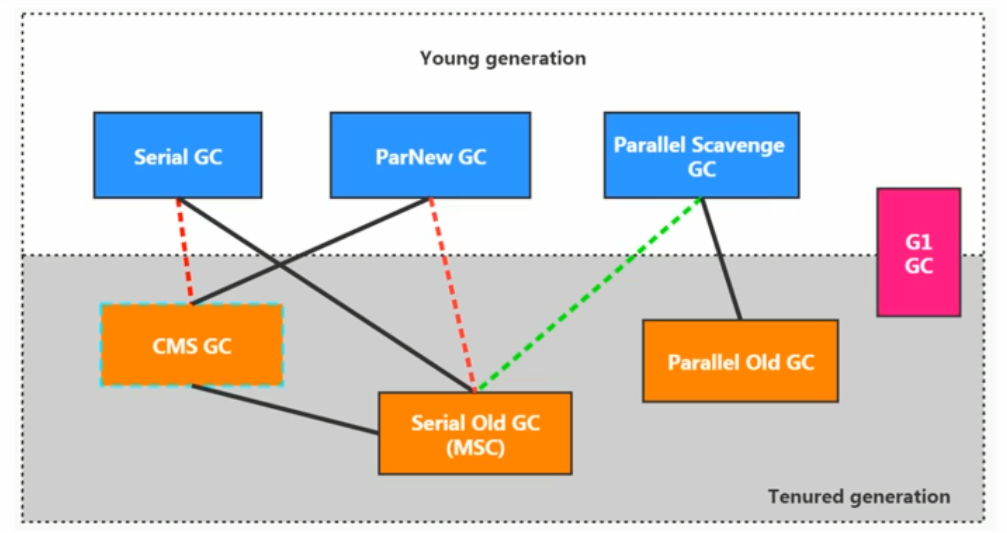 Young generation
Serial GC
ParNew GC
Parallel Scavenge
GC
G1
GC
CMS GC
Parallel Old GC
Serial Old GC
(MSC)
Tenured generation